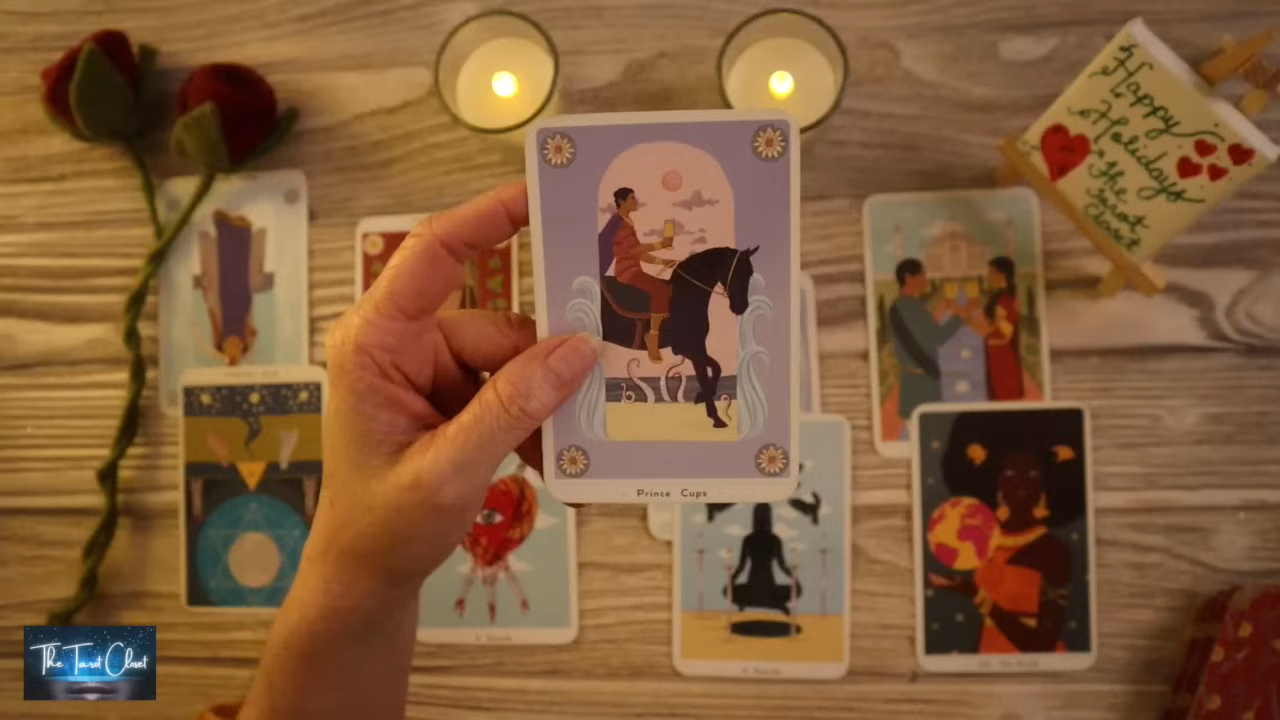 Happy
Holidays
The
Tarot
Closet
Prince Cups
The Tarot Closet